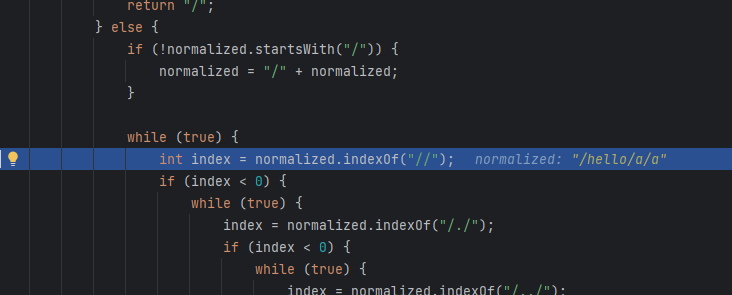 return "/";
} else {
if (!normalized.startsWith("/")) {
normalized = "/" + normalized;
}
while (true) {
int index = normalized.indexOf("//"); normalized: "/hello/a/a"
if (index < 0) {
while (true) {
index = normalized.indexOf("/./");
if (index < 0) {
while (true) {
index = normalized.indexOf("/../");